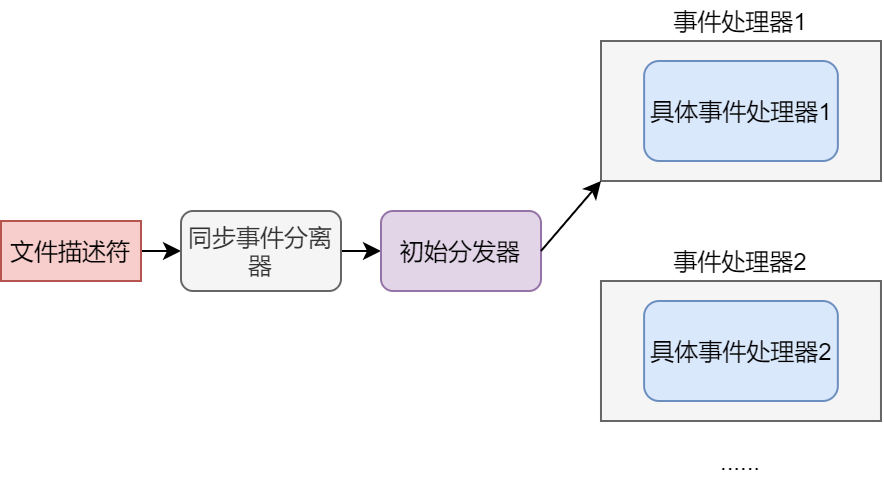 事件处理器1
具体事件处理器1
文件描述符
同步事件分离
器
初始分发器
事件处理器2
具体事件处理器2
......